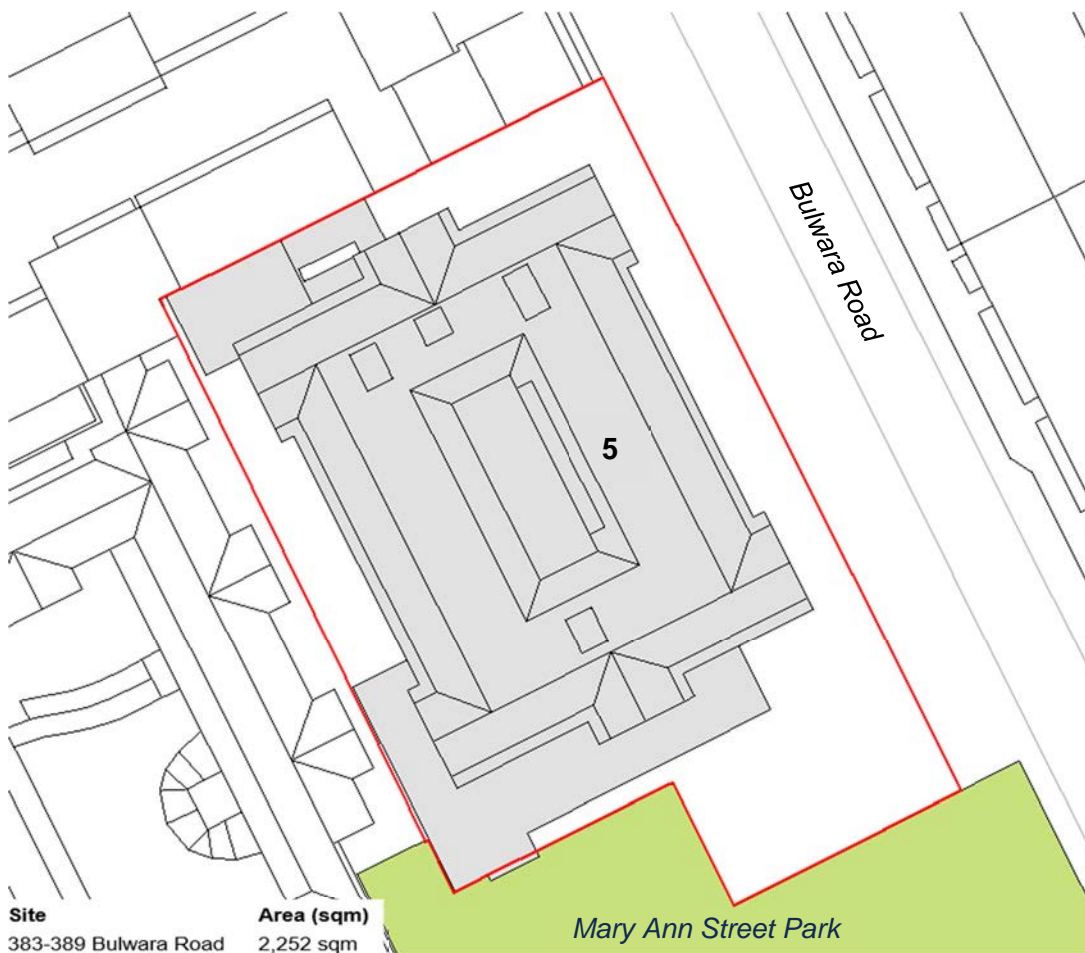 Bulwara Road
5
Mary Ann Street Park
Site Area (sqm)
383-389 Bulwara Road 2,252 sqm